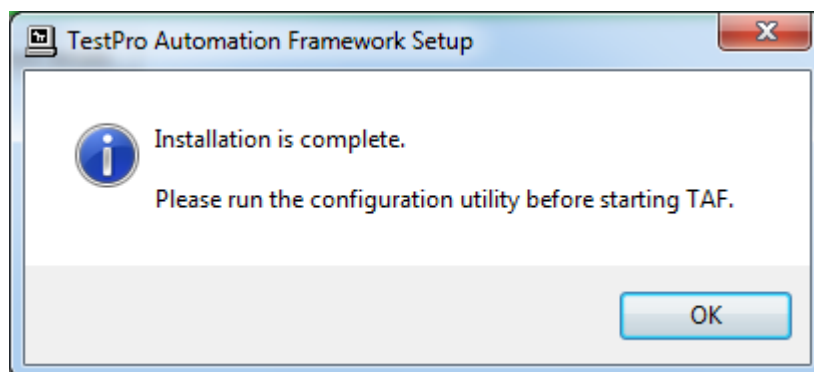 TestPro Automation Framework Setup
Installation is complete.
Please run the configuration utility before starting TAF.
OK